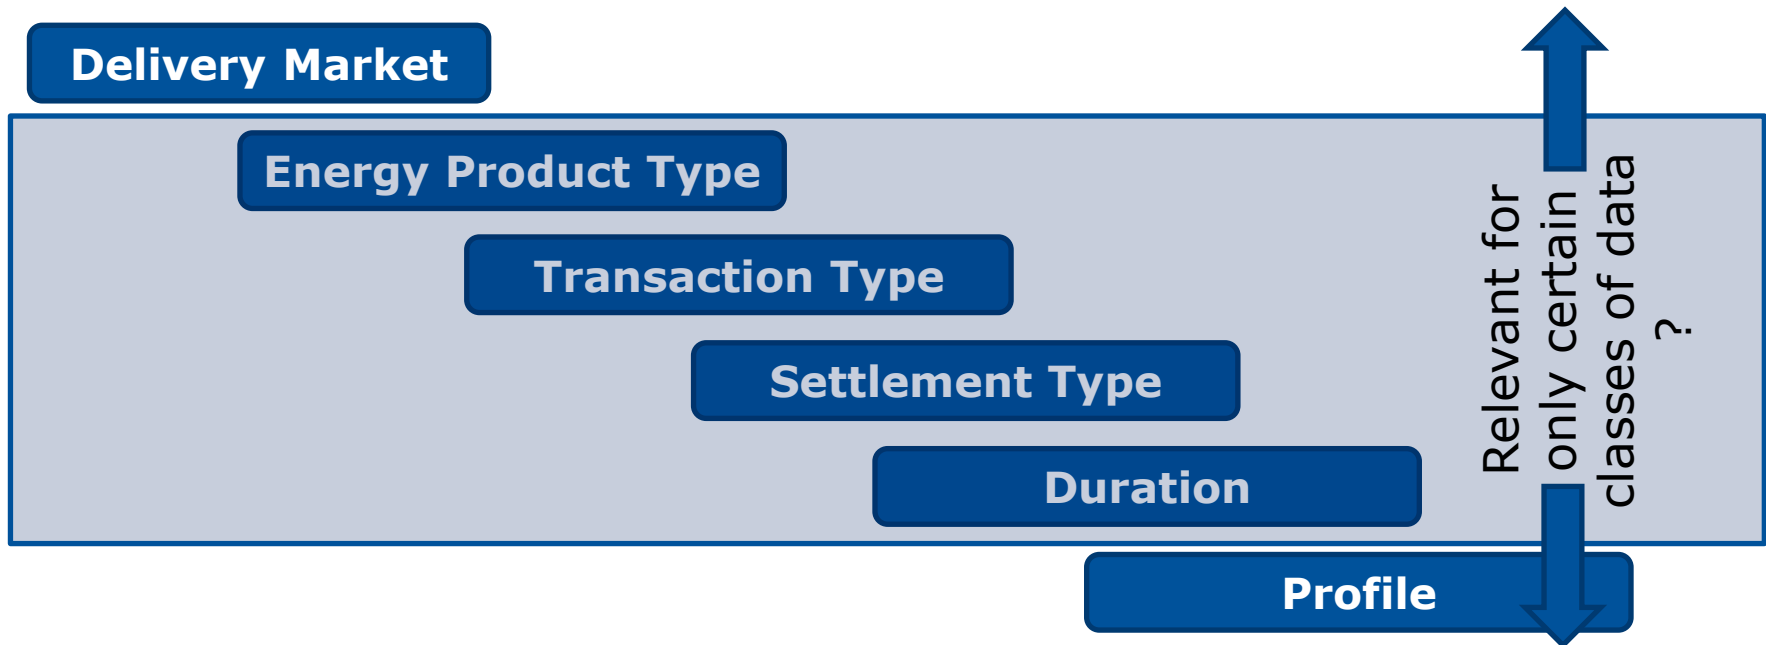 Delivery Market
Energy Product Type
Transaction Type
Settlement Type
Duration
Profile
Relevant for
only certain
classes of data
?